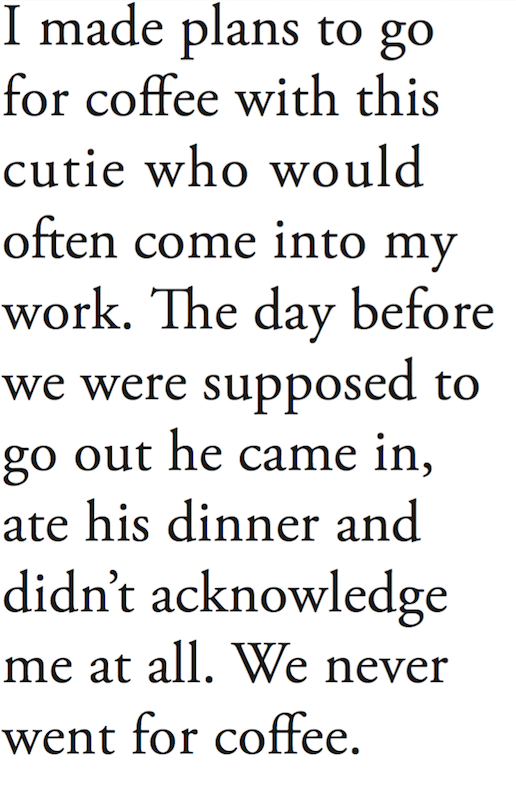 I made plans to go
for coffee with this
cutie who would
often come into my
work. The day before
we were supposed to
go out he came in,
ate his dinner and
didn’t acknowledge
me at all. We never
went for coffee.